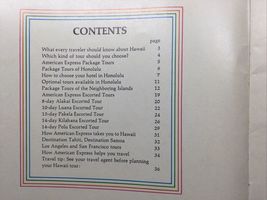 CONTENTS
page
What every traveler should know about Hawaii 3
Which kind of tour should you choose? 4
American Express Package Tours 5
Package Tours of Honolulu 6
How to choose your hotel in Honolulu 7
Optional tours available in Honolulu 11
Package Tours of the Neighboring Islands 12
American Express Escorted Tours 19
8-day Alakai Escorted Tour 20
10-day Luana Escorted Tour 22
13-day Pakela Escorted Tour 24
14-day Kilahana Escorted Tour 26
14-day Polu Escorted Tour 29
How American Express takes you to Hawaii 31
Destination Tahiti, Destination Samoa 32
Los Angeles and San Francisco tours 33
How American Express helps you travel 34
Travel tip: See your travel agent before planning
your Hawaii tour: 36